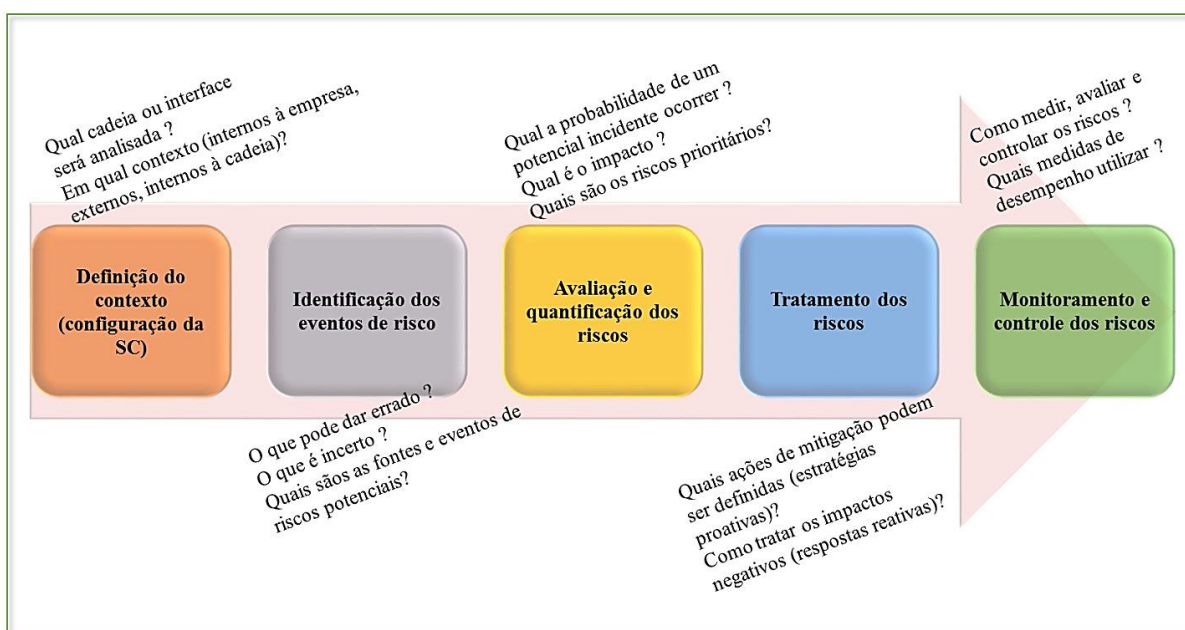 Qual cadeia ou interface
será analisada ?
Em qual contexto (internos à empresa,
externos, internos à cadeia)?
Qual a probabilidade de um
potencial incidente ocorrer ?
Qual é o impacto ?
Quais são os riscos prioritários?
Como medir, avaliar e
controlar os riscos ?
Quais medidas de
desempenho utilizar ?
Definição do
contexto
(configuração da
SC)
Identificação dos
eventos de risco
Avaliação e
quantificação dos
riscos
Tratamento dos
riscos
Monitoramento e
controle dos riscos
O que pode dar errado ?
O que é incerto ?
Quais sãos as fontes e eventos de
riscos potenciais?
Quais ações de mitigação podem
ser definidas (estratégias
proativas)?
Como tratar os impactos
negativos (respostas reativas)?